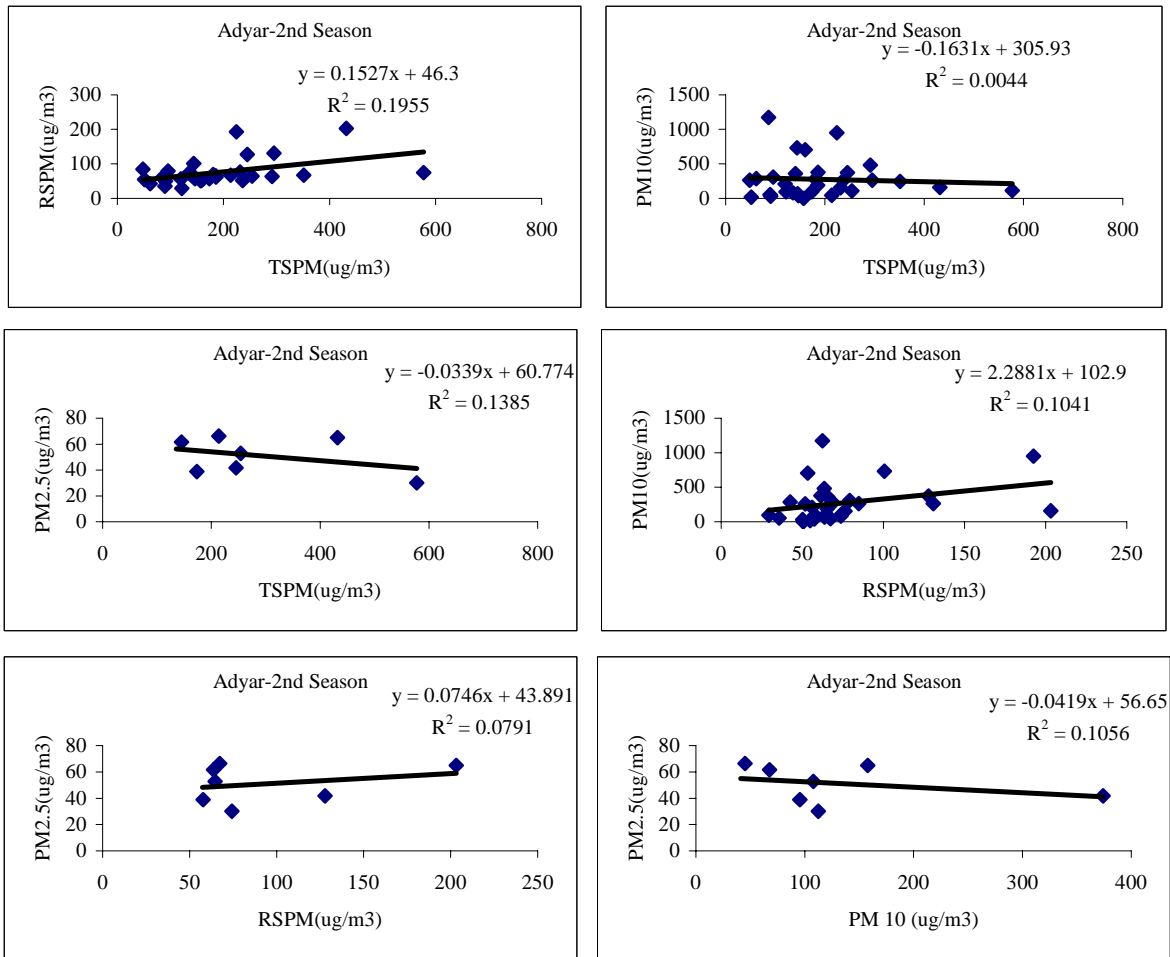 Adyar-2nd Season
y = 0.1527x + 46.3
R² = 0.1955
300
200
100
0
0 200 400 600 800
RSPM(ug/m3)
TSPM(ug/m3)
Adyar-2nd Season
y = -0.1631x + 305.93
R² = 0.0044
1500
1000
500
0
0 200 400 600 800
PM10(ug/m3)
TSPM(ug/m3)
Adyar-2nd Season
y = -0.0339x + 60.774
R² = 0.1385
80
60
40
20
0
0 200 400 600 800
PM2.5(ug/m3)
TSPM(ug/m3)
Adyar-2nd Season
y = 2.2881x + 102.9
R² = 0.1041
1500
1000
500
0
0 50 100 150 200 250
PM10(ug/m3)
RSPM(ug/m3)
Adyar-2nd Season
y = 0.0746x + 43.891
R² = 0.0791
80
60
40
20
0
0 50 100 150 200 250
PM2.5(ug/m3)
RSPM(ug/m3)
Adyar-2nd Season
y = -0.0419x + 56.65
R² = 0.1056
80
60
40
20
0
0 100 200 300 400
PM2.5(ug/m3)
PM 10 (ug/m3)